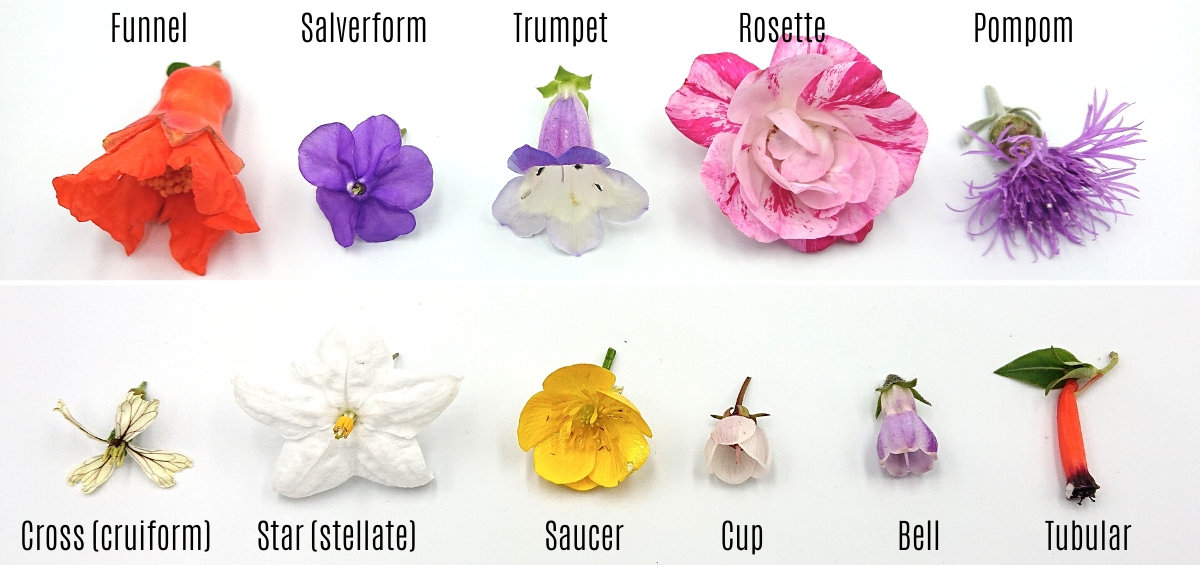 Funnel
Salverform
Trumpet
Rosette
Pompom
Cross (cruiform)
Star (stellate)
Saucer
Cup
Bell
Tubular